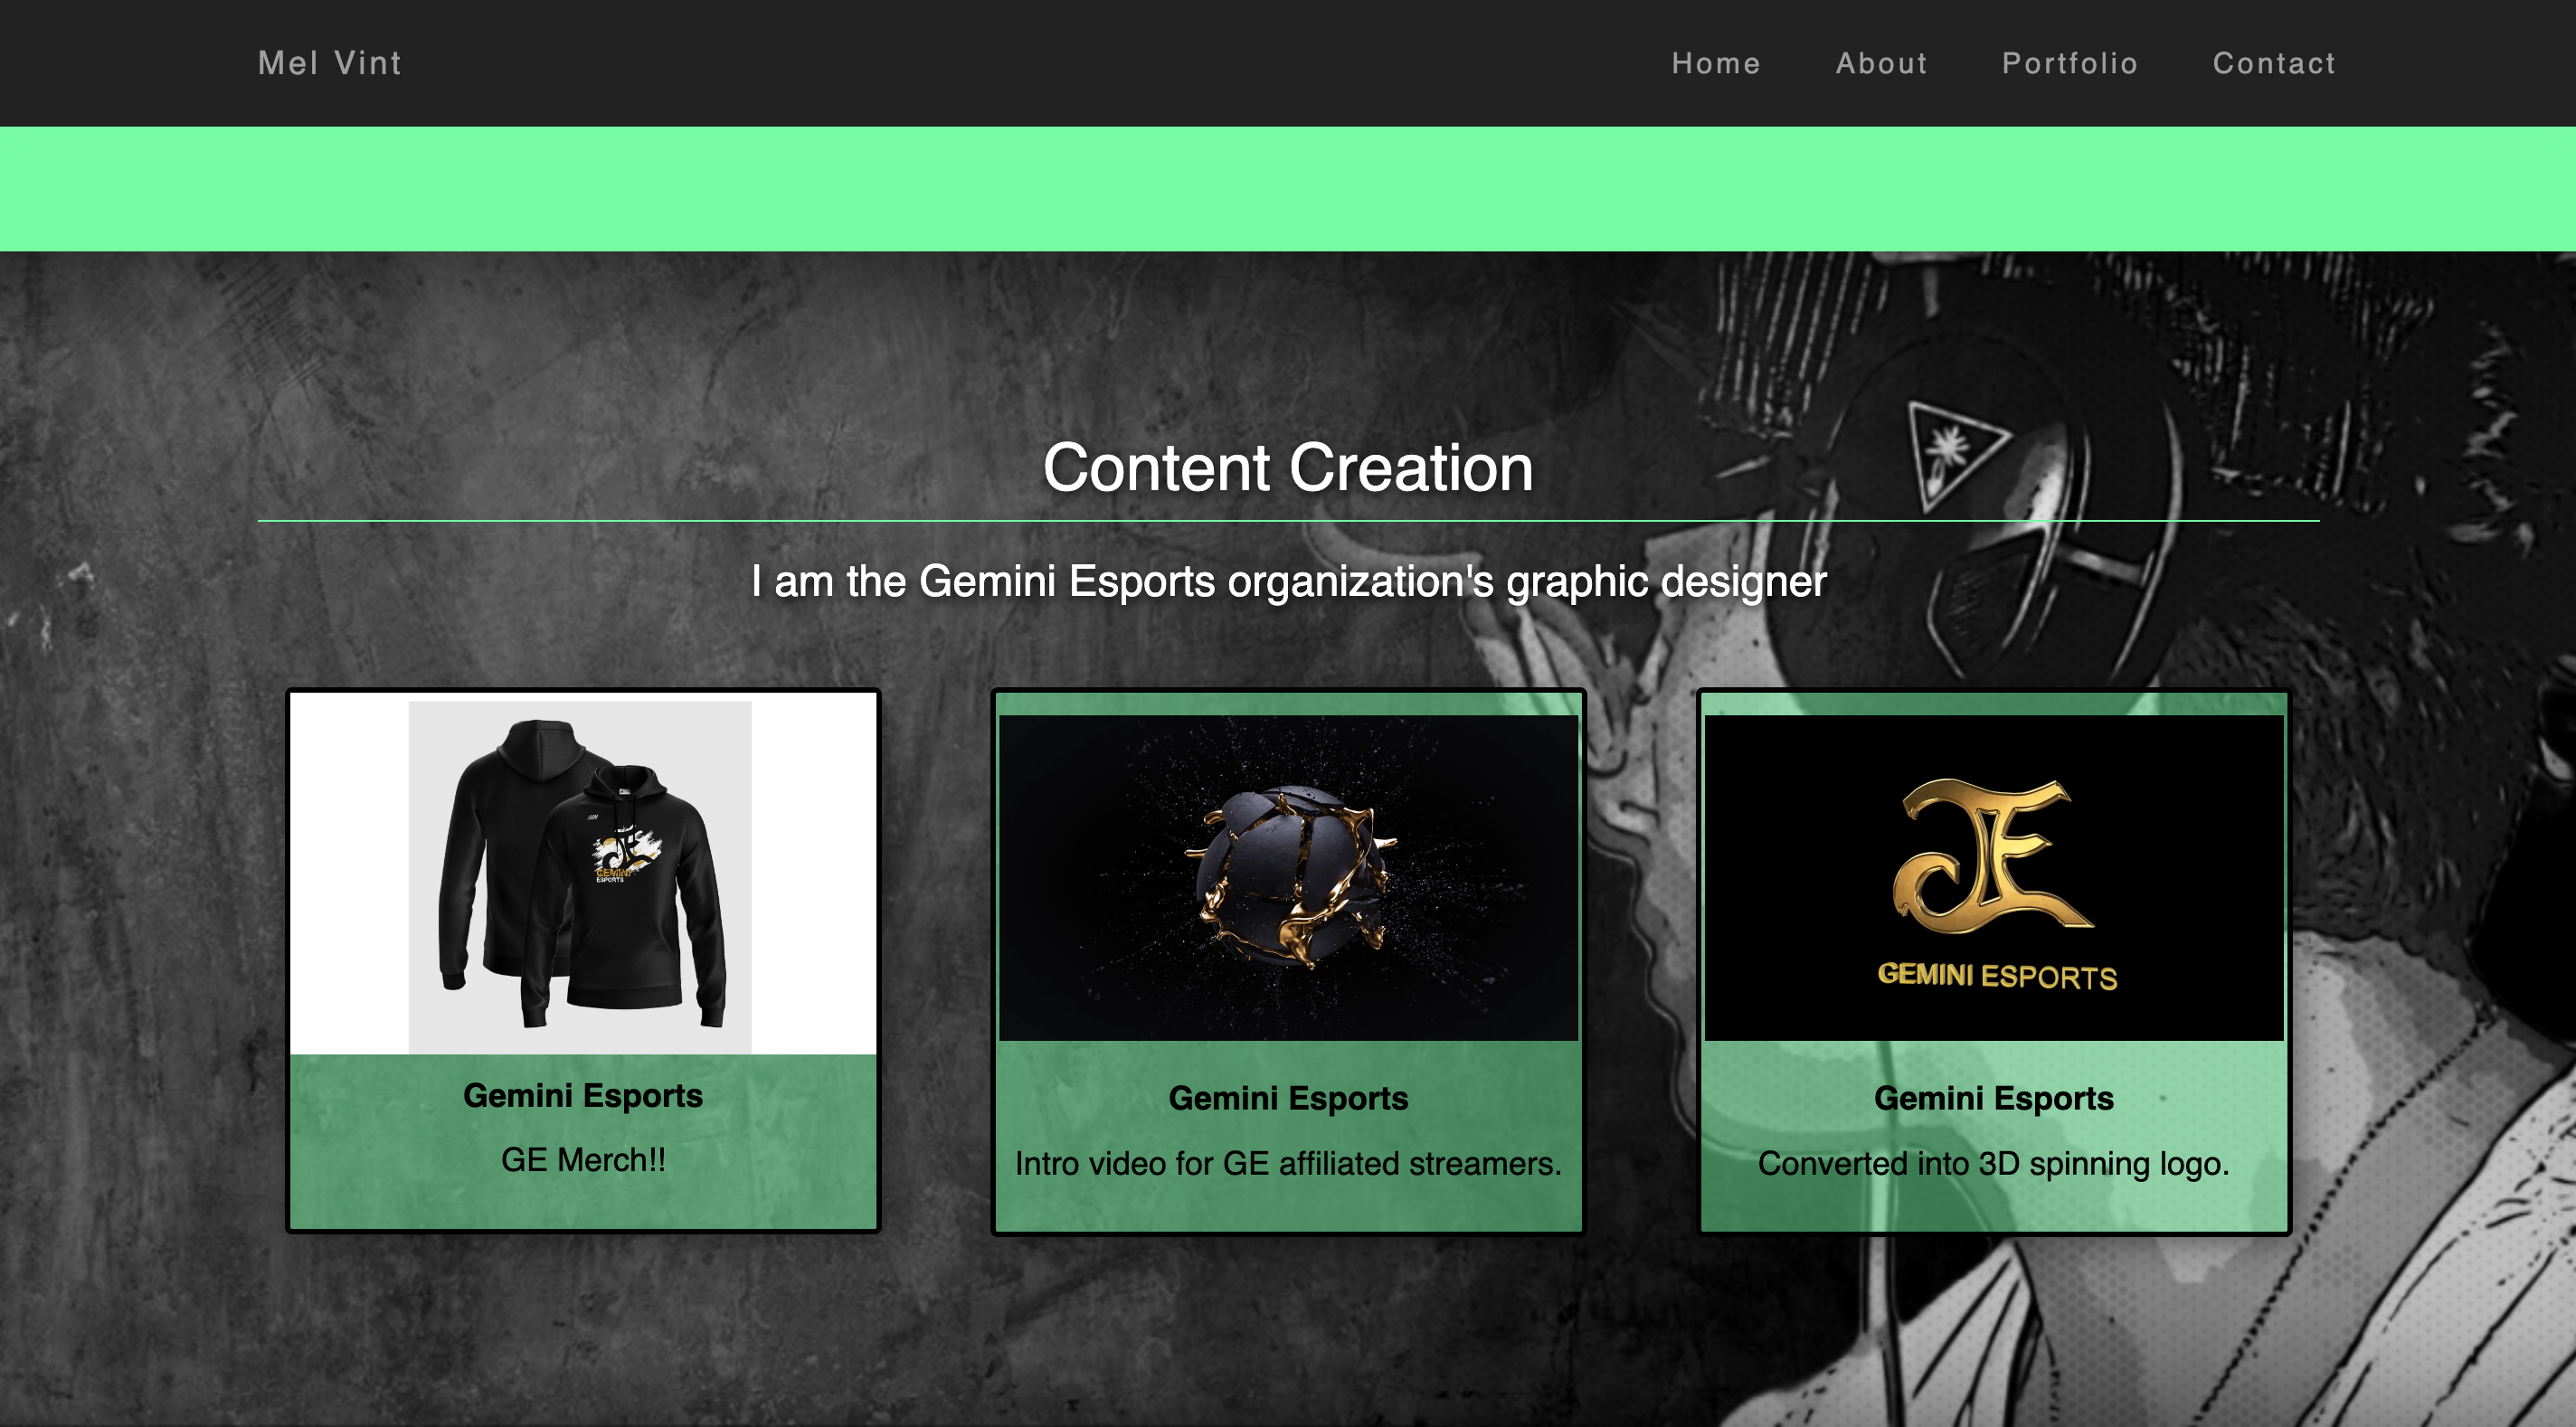 Mel Vint
Home About Portfolio Contact
Content Creation
I am the Gemini Esports organization's graphic designer
GEMINI
ESPORTS
GEMINI ESPORTS
Gemini Esports
GE Merch!!
Gemini Esports
Intro video for GE affiliated streamers.
Gemini Esports
Converted into 3D spinning logo.